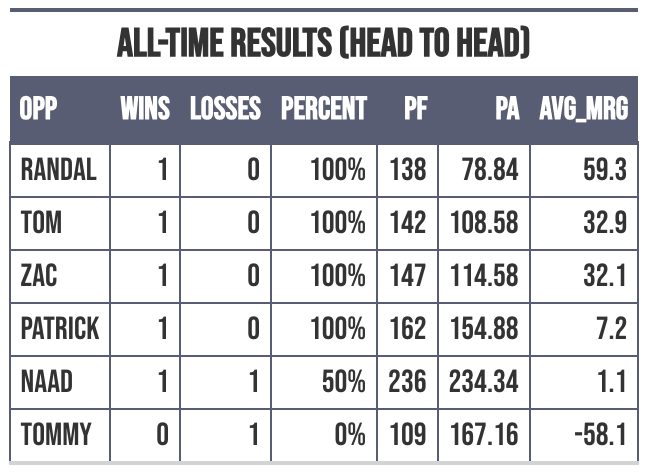 ALL-TIME RESULTS (HEAD TO HEAD)
OPP WINS LOSSES PERCENT PF PA AVG_MRG
RANDAL 1 0 100% 138 78.84 59.3
TOM 1 0 100% 142 108.58 32.9
ZAC 1 0 100% 147 114.58 32.1
PATRICK 1 0 100% 162 154.88 7.2
NAAD 1 1 50% 236 234.34 1.1
TOMMY 0 1 0% 109 167.16 -58.1